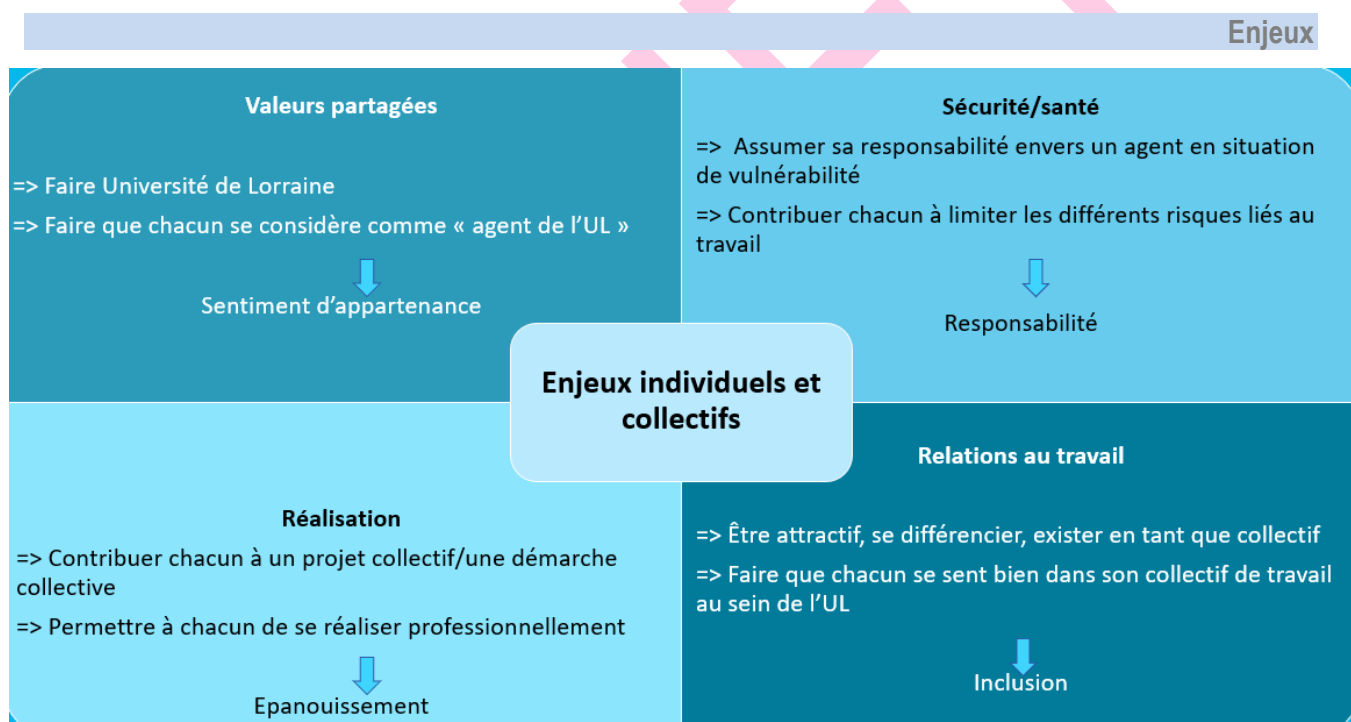 Enjeux
Valeurs partagées
=> Faire Université de Lorraine
=> Faire que chacun se considère comme « agent de l'UL »
Sentiment d'appartenance
Sécurité/santé
=> Assumer sa responsabilité envers un agent en situation
de vulnérabilité
=> Contribuer chacun à limiter les différents risques liés au
travail
Responsabilité
Enjeux individuels et
collectifs
Réalisation
=> Contribuer chacun à un projet collectif/une démarche
collective
=> Permettre à chacun de se réaliser professionnellement
Epanouissement
Relations au travail
=> Être attractif, se différencier, exister en tant que collectif
=> Faire que chacun se sent bien dans son collectif de travail
au sein de l'UL
Inclusion